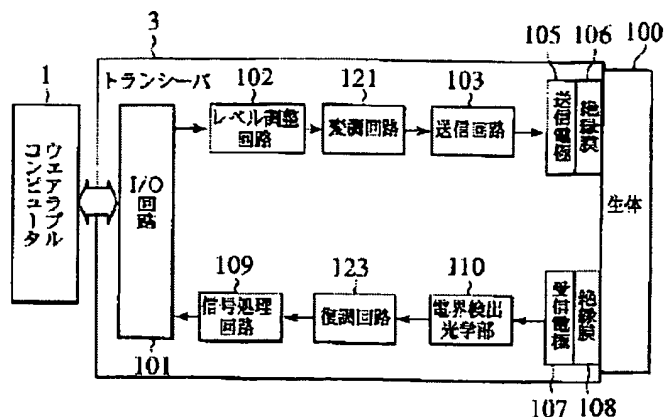 3
105
106
100
1
トランシーバ
102
121
103
レベル調整
回路
変調回路
送信回路
送信電極
絶縁膜
ウエアラブル
コンピュータ
I/O
回路
生体
109
123
110
信号処理
回路
復調回路
電界検出
光学部
受信電極
絶縁膜
101
107
108